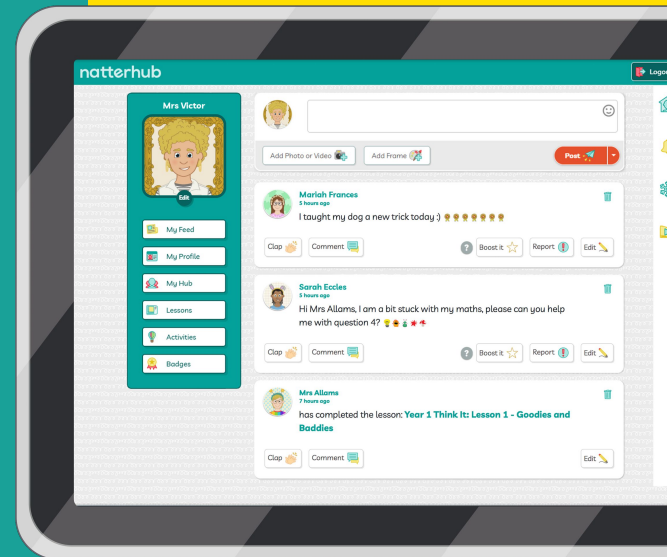 natterhub
Logout
Mrs Victor
Edit
My Feed
My Profile
My Hub
Lessons
Activities
Badges
Add Photo or Video
Add Frame
Post
Mariah Frances
5 hours ago
I taught my dog a new trick today :)
Clap
Comment
?
Boost it
Report
Edit
Sarah Eccles
5 hours ago
Hi Mrs Allams, I am a bit stuck with my maths, please can you help
me with question 4?
Clap
Comment
?
Boost it
Report
Edit
Mrs Allams
7 hours ago
has completed the lesson: Year 1 Think It: Lesson 1 - Goodies and
Baddies
Clap
Comment
Edit